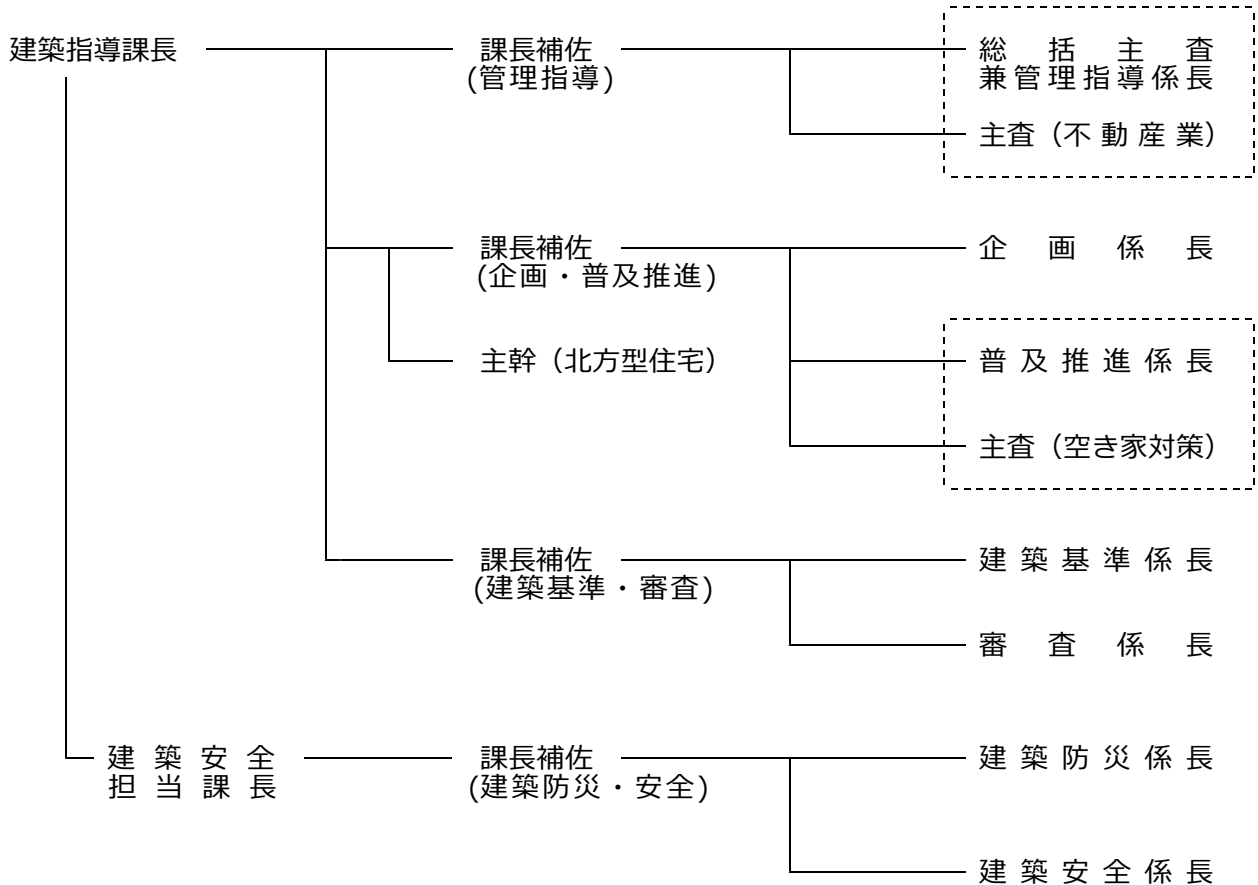 建築指導課長
課長補佐
(管理指導)
総括主査
兼管理指導係長
主査（不動産業）
課長補佐
(企画・普及推進)
企画係長
主幹（北方型住宅）
普及推進係長
主査（空き家対策）
課長補佐
(建築基準・審査)
建築基準係長
審査係長
建築安全
担当課長
課長補佐
(建築防災・安全)
建築防災係長
建築安全係長